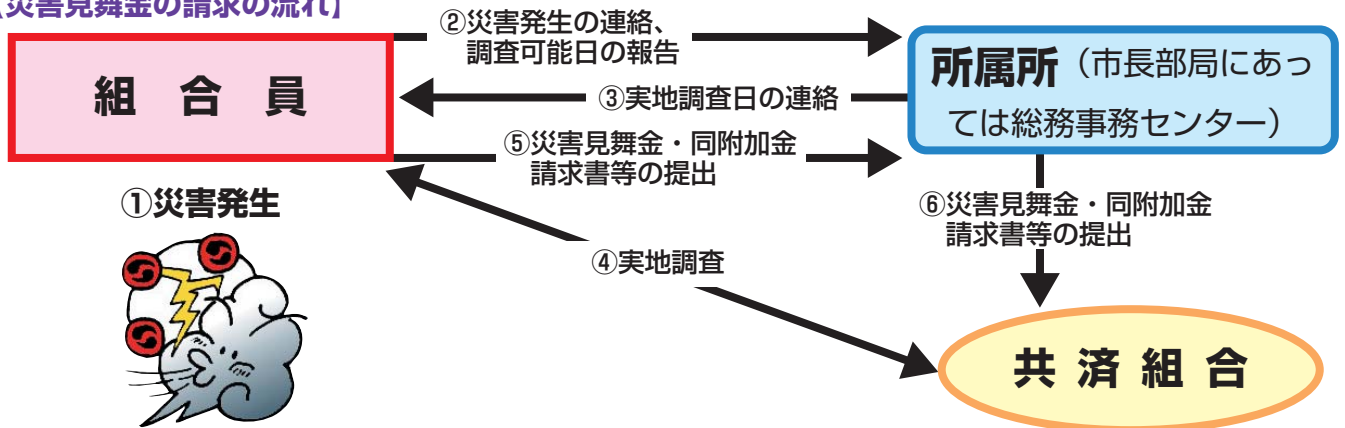 【災害見舞金の請求の流れ】
②災害発生の連絡、
調査可能日の報告
組合員
所属所（市長部局にあっ
ては総務事務センター）
③実地調査日の連絡
⑤災害見舞金・同附加金
請求書等の提出
①災害発生
⑥災害見舞金・同附加金
請求書等の提出
④実地調査
共済組合